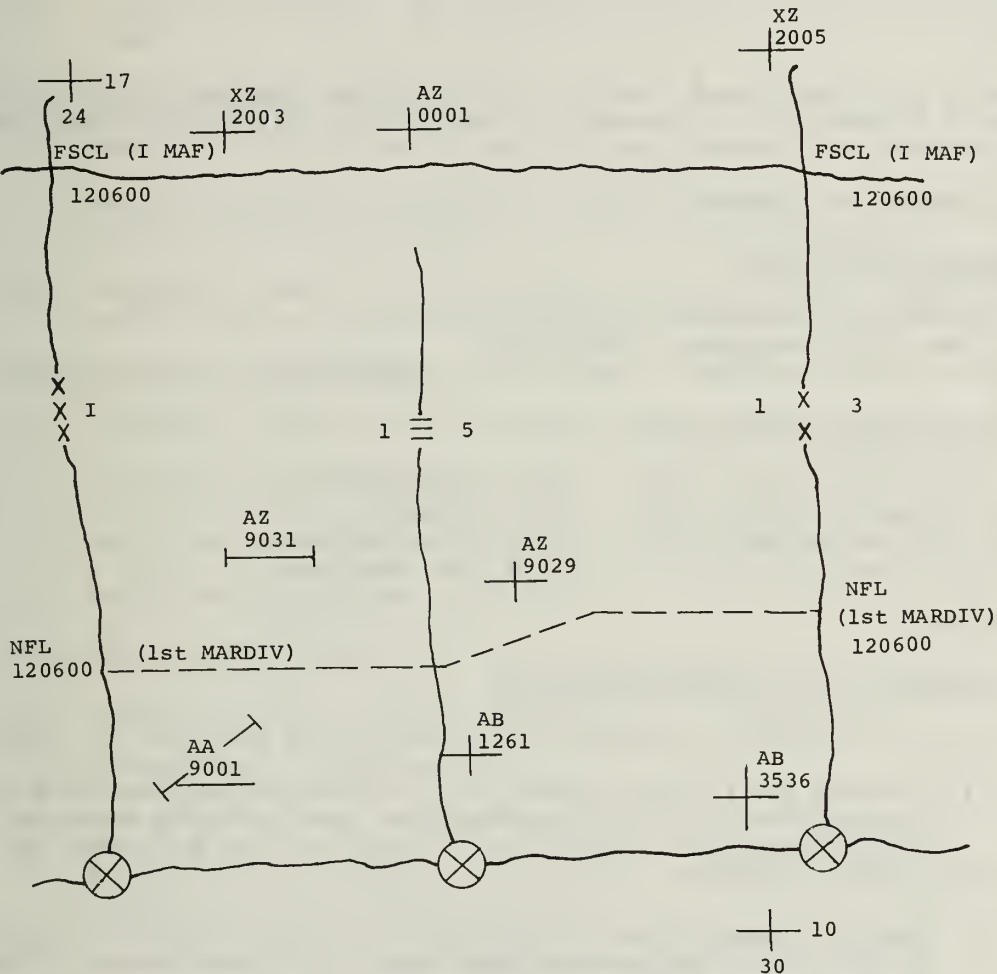 XZ
2005
17
24
XZ
2003
AZ
0001
FSCL (I MAF)
FSCL (I MAF)
120600
120600
I
1 5
1 3
AZ
9031
AZ
9029
NFL
(1st MARDIV)
120600
NFL
120600
(1st MARDIV)
AB
1261
AA
9001
AB
3536
10
30